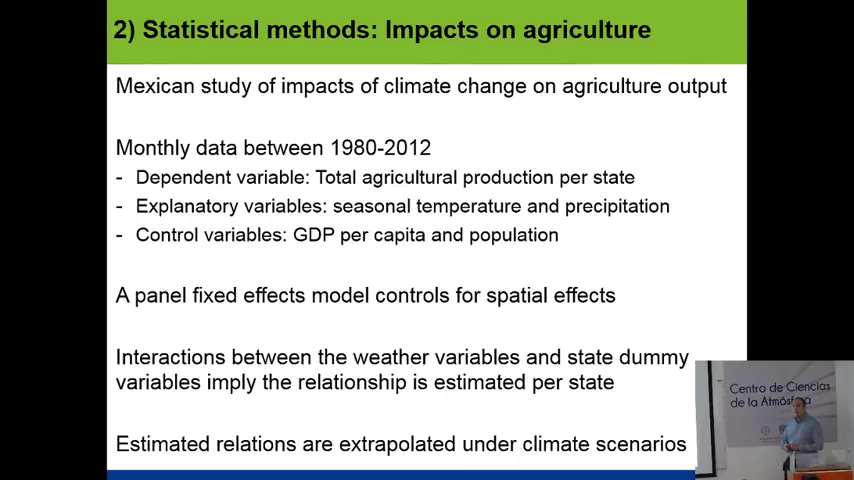 2) Statistical methods: Impacts on agriculture
Mexican study of impacts of climate change on agriculture output
Monthly data between 1980-2012
- Dependent variable: Total agricultural production per state
- Explanatory variables: seasonal temperature and precipitation
- Control variables: GDP per capita and population
A panel fixed effects model controls for spatial effects
Interactions between the weather variables and state dummy
variables imply the relationship is estimated per state
Estimated relations are extrapolated under climate scenarios
Centro de Ciencias
de la Atmósfera